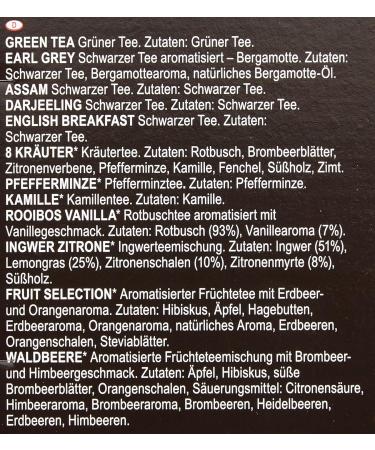 D
GREEN TEA Grüner Tee. Zutaten: Grüner Tee.
EARL GREY Schwarzer Tee aromatisiert – Bergamotte. Zutaten:
Schwarzer Tee, Bergamottearoma, natürliches Bergamotte-Öl.
ASSAM Schwarzer Tee. Zutaten: Schwarzer Tee.
DARJEELING Schwarzer Tee. Zutaten: Schwarzer Tee.
ENGLISH BREAKFAST Schwarzer Tee. Zutaten:
Schwarzer Tee.
8 KRÄUTER* Kräutertee. Zutaten: Rotbusch, Brombeerblätter,
Zitronenverbene, Pfefferminze, Kamille, Fenchel, Süßholz, Zimt.
PFEFFERMINZE* Pfefferminztee. Zutaten: Pfefferminze.
KAMILLE* Kamillentee. Zutaten: Kamille.
ROOIBOS VANILLA* Rotbuschtee aromatisiert mit
Vanillegeschmack. Zutaten: Rotbusch (93%), Vanillearoma (7%).
INGWER ZITRONE* Ingwerteemischung. Zutaten: Ingwer (51%),
Lemongras (25%), Zitronenschalen (10%), Zitronenmyrte (8%),
Süßholz.
FRUIT SELECTION* Aromatisierter Früchtetee mit Erdbeer-
und Orangenaroma. Zutaten: Hibiskus, Äpfel, Hagebutten,
Erdbeeraroma, Orangenaroma, natürliches Aroma, Erdbeeren,
Orangenschalen, Steviablätter.
WALDBEERE* Aromatisierte Früchteteemischung mit Brombeer-
und Himbeergeschmack. Zutaten: Äpfel, Hibiskus, süße
Brombeerblätter, Orangenschalen, Säuerungsmittel: Citronensäure,
Himbeeraroma, Brombeeraroma, Brombeeren, Heidelbeeren,
Erdbeeren, Himbeeren.